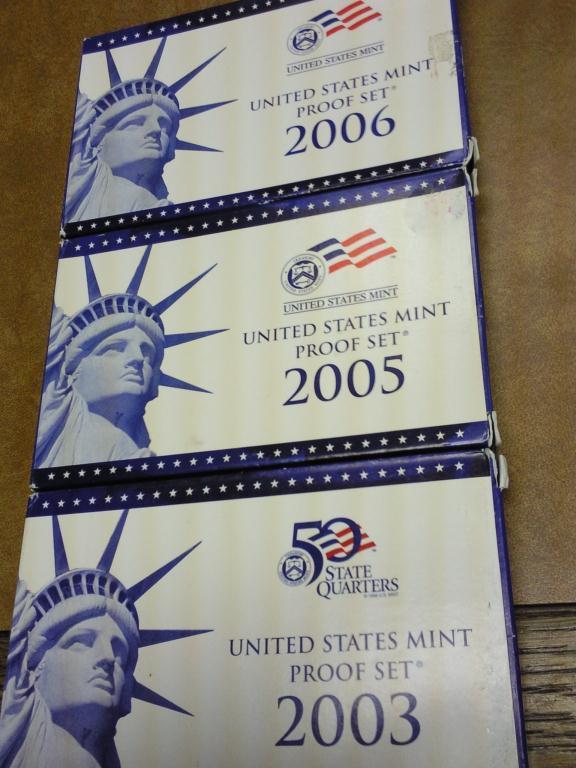 UNITED STATES MINT
UNITED STATES MINT
PROOF SET®
2006
UNITED STATES MINT
UNITED STATES MINT
PROOF SET®
2005
50
STATE
QUARTERS
UNITED STATES MINT
PROOF SET®
2003